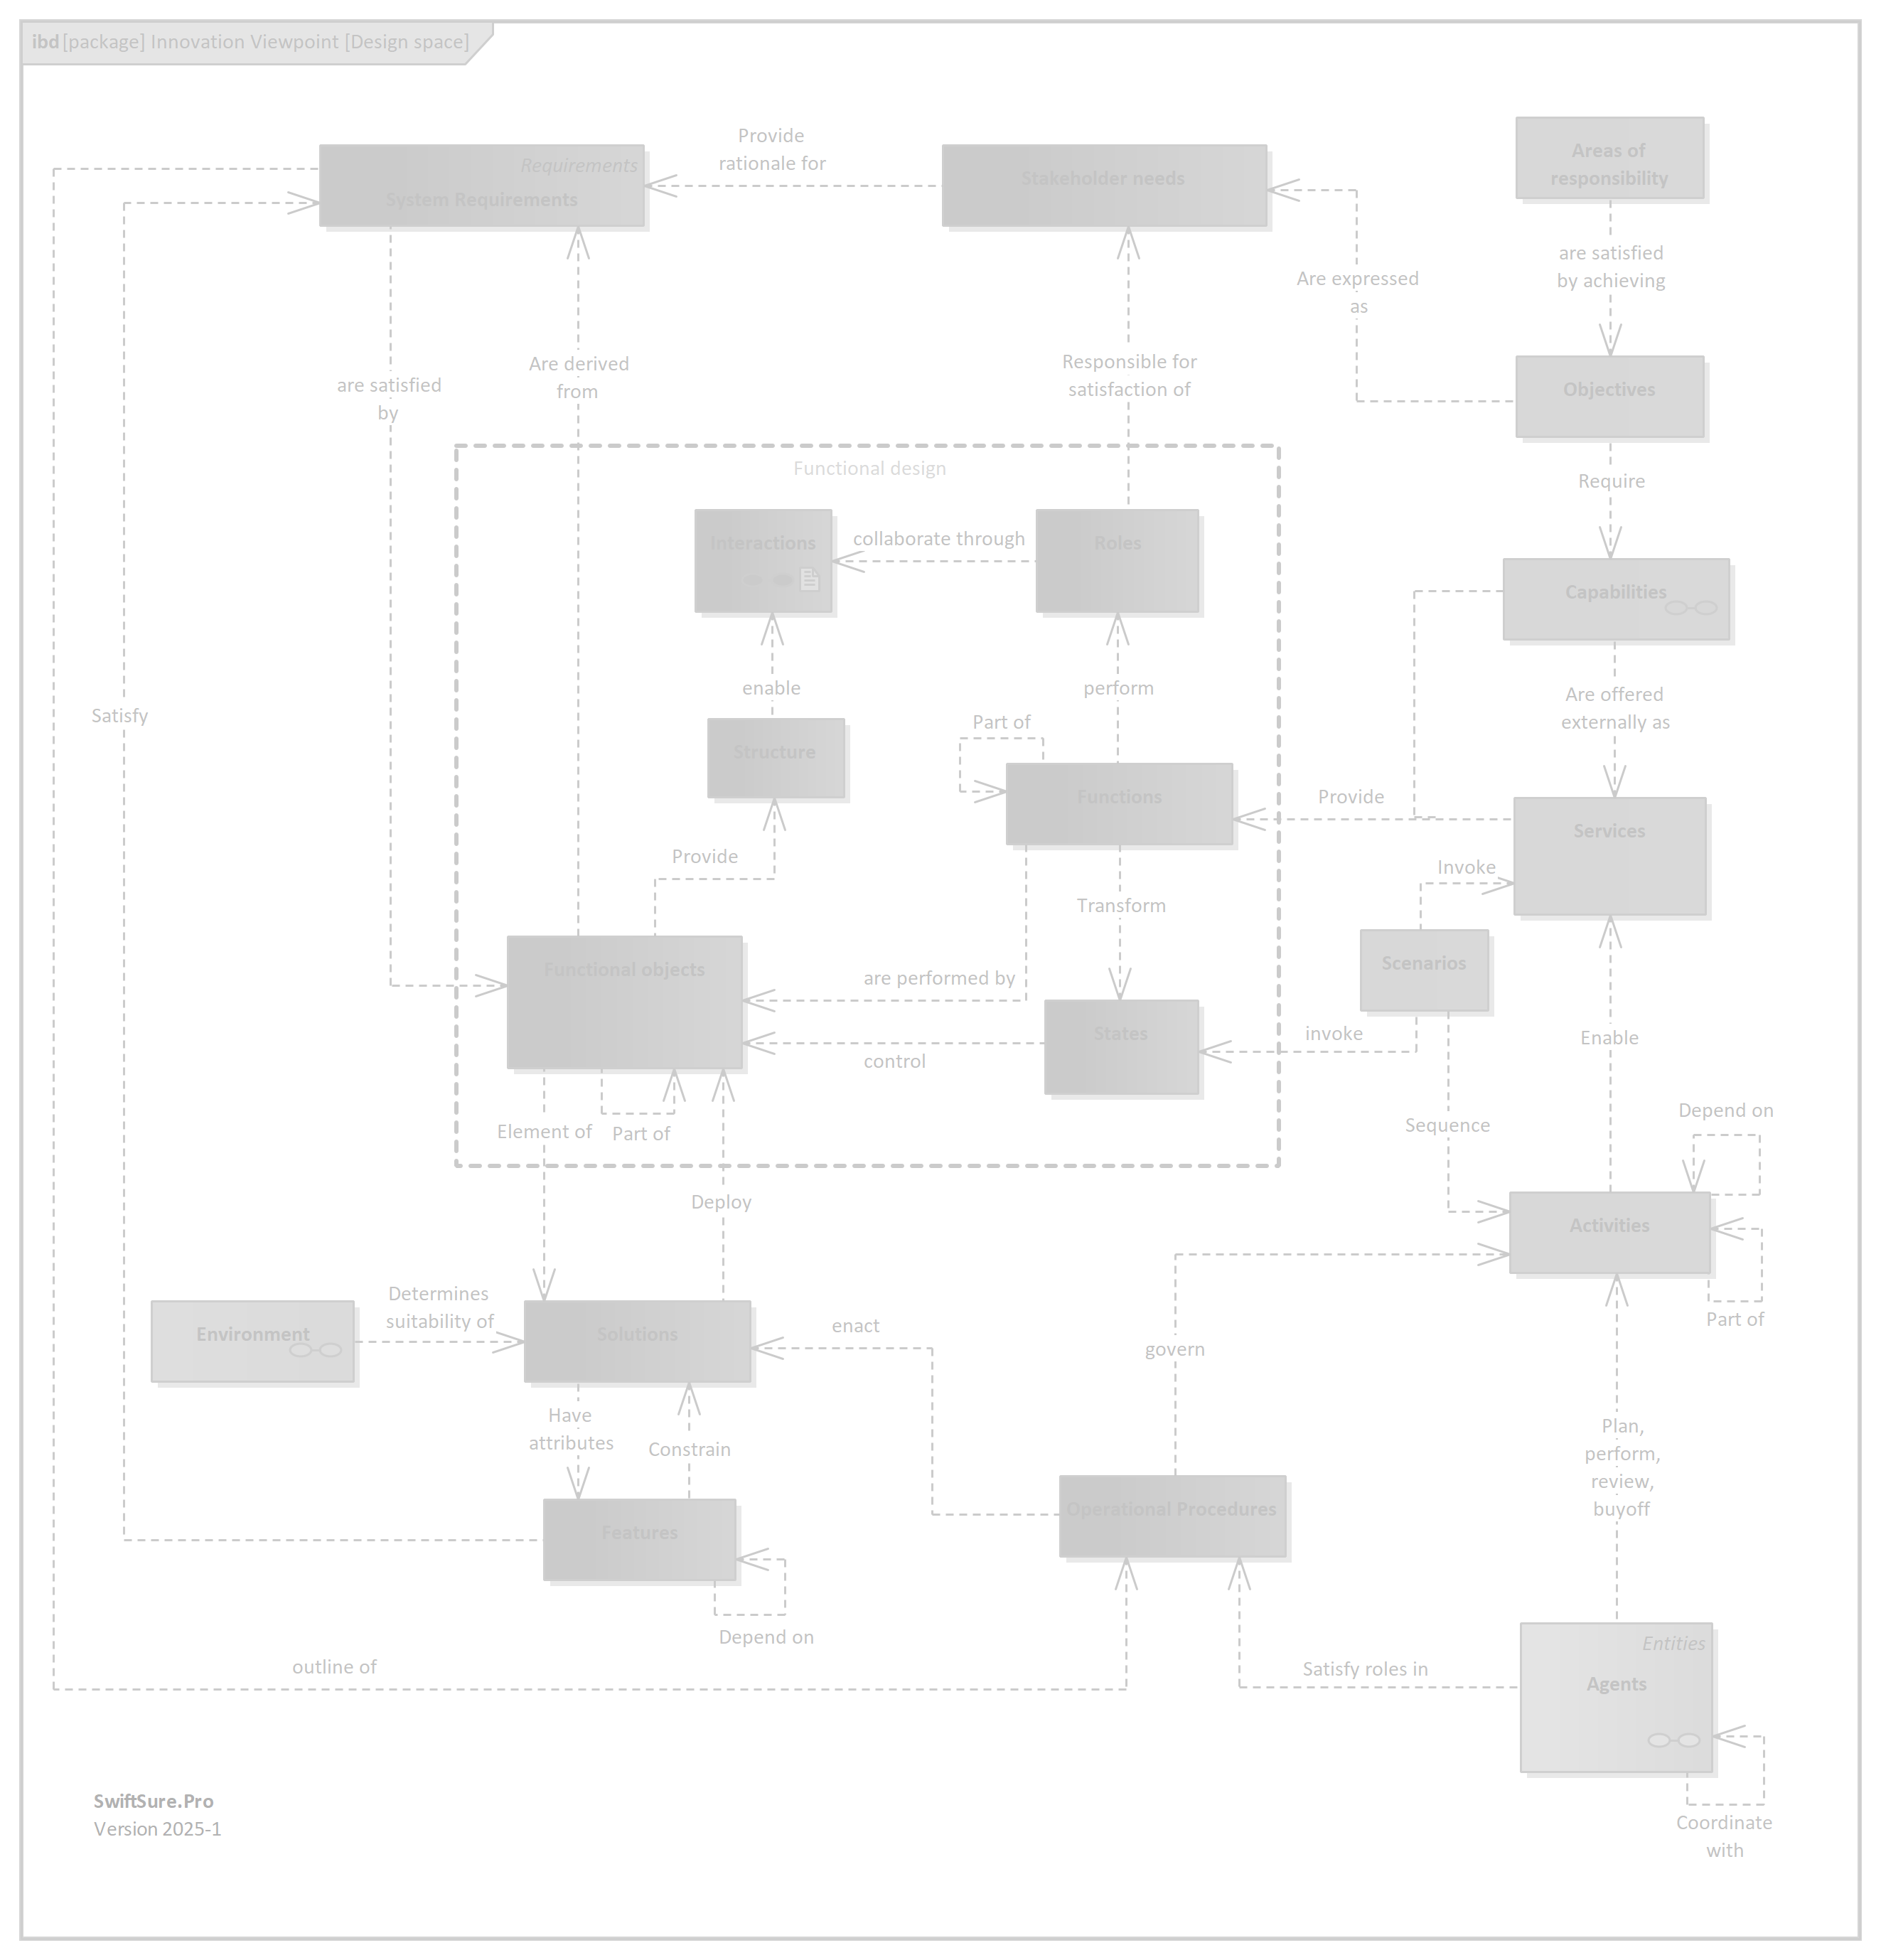 ibd [package] Innovation Viewpoint [Design space]
Provide
rationale for
Areas of
responsibility
Requirements
System Requirements
Stakeholder needs
are satisfied
by achieving
Are expressed
as
are satisfied
by
Are derived
from
Responsible for
satisfaction of
Objectives
Functional design
Require
Interactions
collaborate through
Roles
Capabilities
enable
perform
Are offered
externally as
Satisfy
Part of
Structure
Functions
Provide
Services
Provide
Invoke
Transform
Functional objects
are performed by
Scenarios
States
invoke
Enable
control
Element of
Part of
Sequence
Depend on
Deploy
Activities
Determines
suitability of
Environment
Solutions
enact
govern
Part of
Have
attributes
Constrain
Plan,
perform,
review,
buyoff
Operational Procedures
Features
Depend on
outline of
Satisfy roles in
Entities
Agents
SwiftSure.Pro
Version 2025-1
Coordinate
with